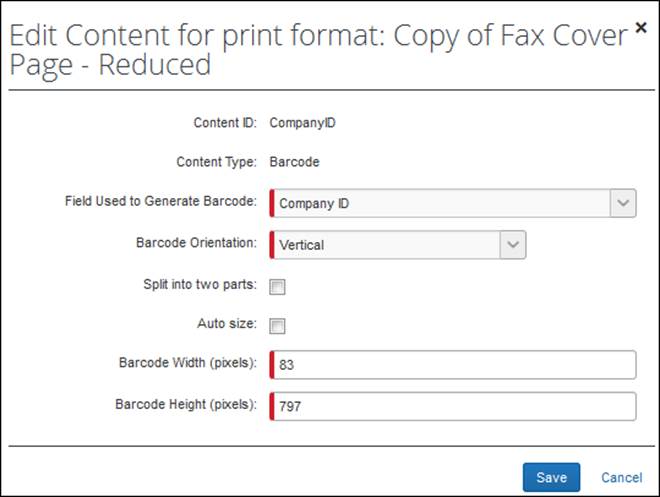 Edit Content for print format: Copy of Fax Cover
Page - Reduced
Content ID: CompanyID
Content Type: Barcode
Field Used to Generate Barcode: Company ID
Barcode Orientation: Vertical
Split into two parts:
Auto size:
Barcode Width (pixels): 83
Barcode Height (pixels): 797
Save Cancel